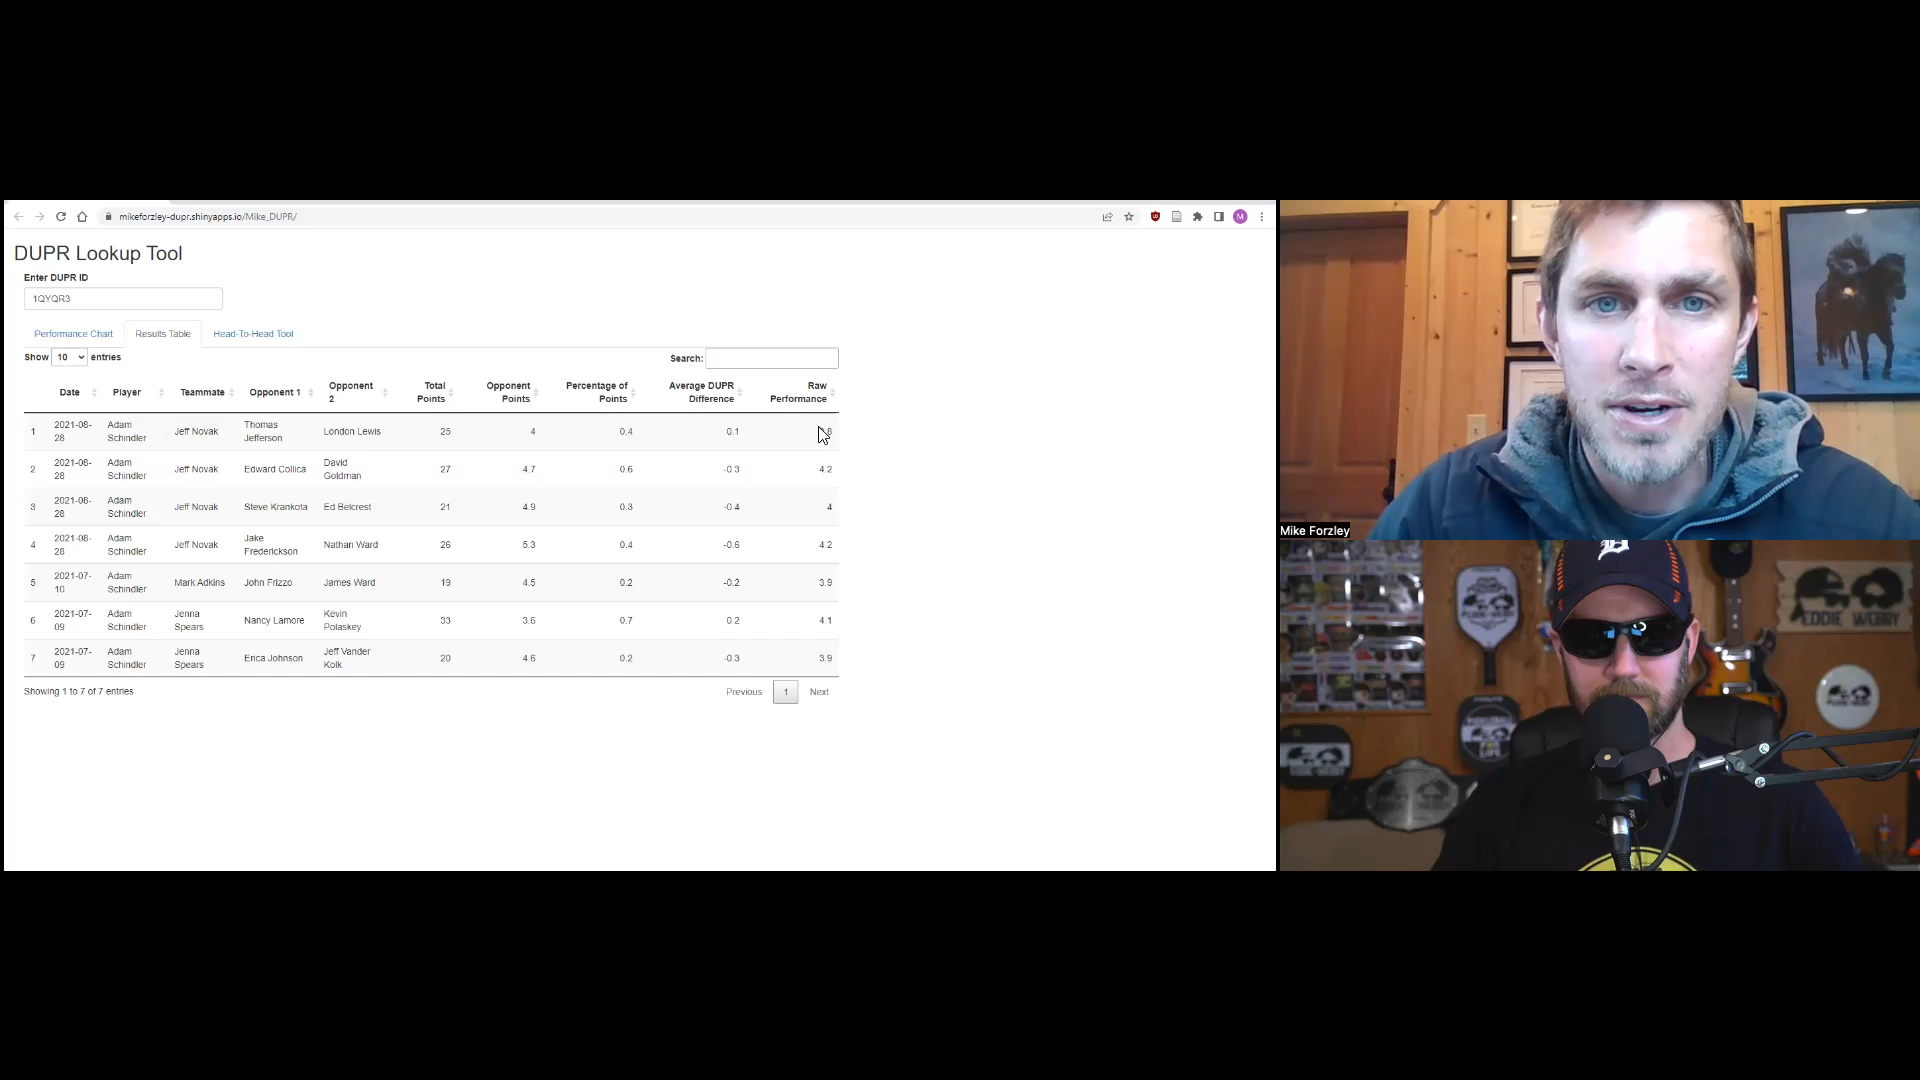 mikeforzley-dupr.shinyapps.io/Mike_DUPR/
M
DUPR Lookup Tool
Enter DUPR ID
1QYQR3
Performance Chart Results Table Head-To-Head Tool
Show 10 entries Search:
Date Player Teammate Opponent 1 Opponent 2 Total Points Opponent Points Percentage of Points Average DUPR Difference Raw Performance
1 2021-08-28 Adam Schindler Jeff Novak Thomas Jefferson London Lewis 25 4 0.4 0.1
2 2021-08-28 Adam Schindler Jeff Novak Edward Collica David Goldman 27 4.7 0.6 -0.3 4.2
3 2021-08-28 Adam Schindler Jeff Novak Steve Krankota Ed Belcrest 21 4.9 0.3 -0.4 4
4 2021-08-28 Adam Schindler Jeff Novak Jake Frederickson Nathan Ward 26 5.3 0.4 -0.6 4.2
5 2021-07-10 Adam Schindler Mark Adkins John Frizzo James Ward 19 4.5 0.2 -0.2 3.9
6 2021-07-09 Adam Schindler Jenna Spears Nancy Lamore Kevin Polaskey 33 3.6 0.7 0.2 4.1
7 2021-07-09 Adam Schindler Jenna Spears Erica Johnson Jeff Vander Kolk 20 4.6 0.2 -0.3 3.9
Showing 1 to 7 of 7 entries Previous 1 Next
Mike Forzley
EDDIE WOBBY